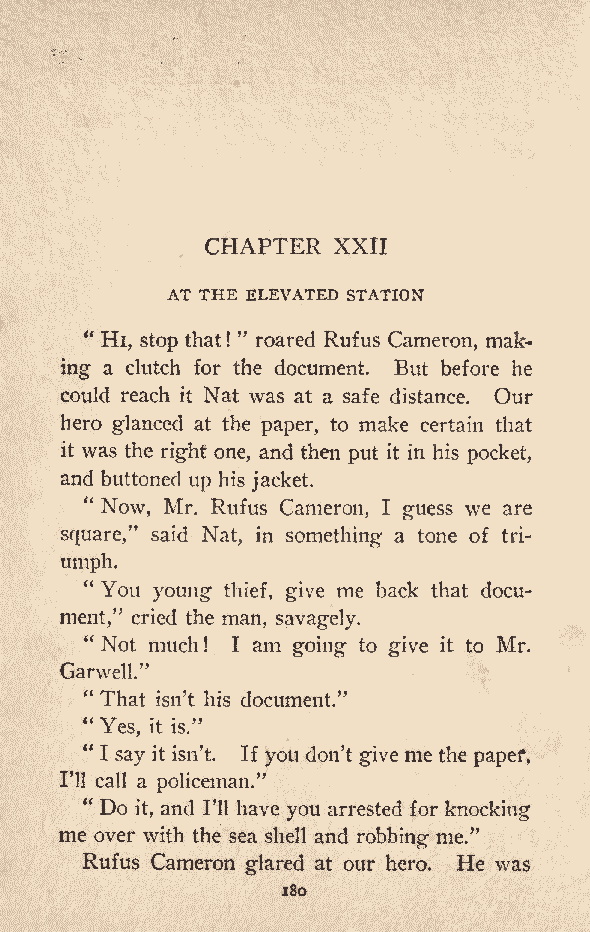 CHAPTER XXII
AT THE ELEVATED STATION
“ Hi, stop that! ” roared Rufus Cameron, mak-
ing a clutch for the document. But before he
could reach it Nat was at a safe distance. Our
hero glanced at the paper, to make certain that
it was the right one, and then put it in his pocket,
and buttoned up his jacket.
“ Now, Mr. Rufus Cameron, I guess we are
square,” said Nat, in something a tone of tri-
umph.
“ You young thief, give me back that docu-
ment,” cried the man, savagely.
“ Not much! I am going to give it to Mr.
Garwell.”
“ That isn’t his document.”
“ Yes, it is.”
“ I say it isn’t. If you don’t give me the paper,
I’ll call a policeman.”
“ Do it, and I’ll have you arrested for knocking
me over with the sea shell and robbing me.”
Rufus Cameron glared at our hero. He was
180